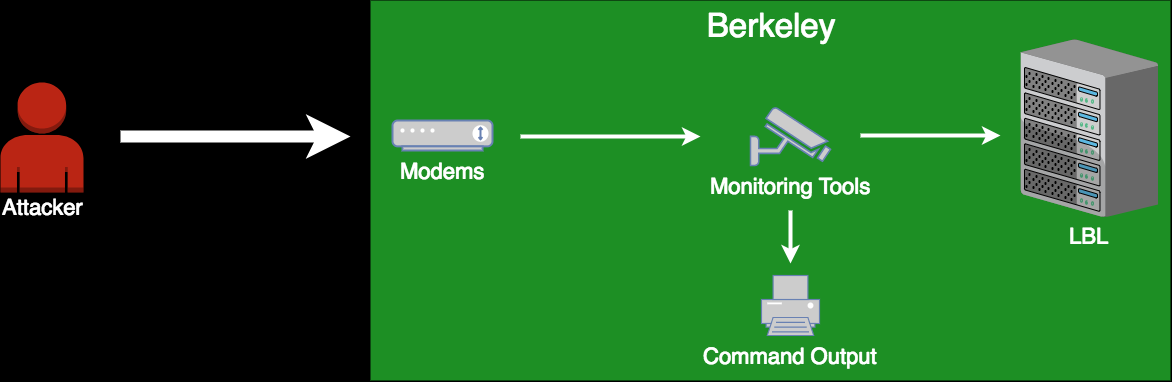 Berkeley
Attacker
Modems
Monitoring Tools
LBL
Command Output